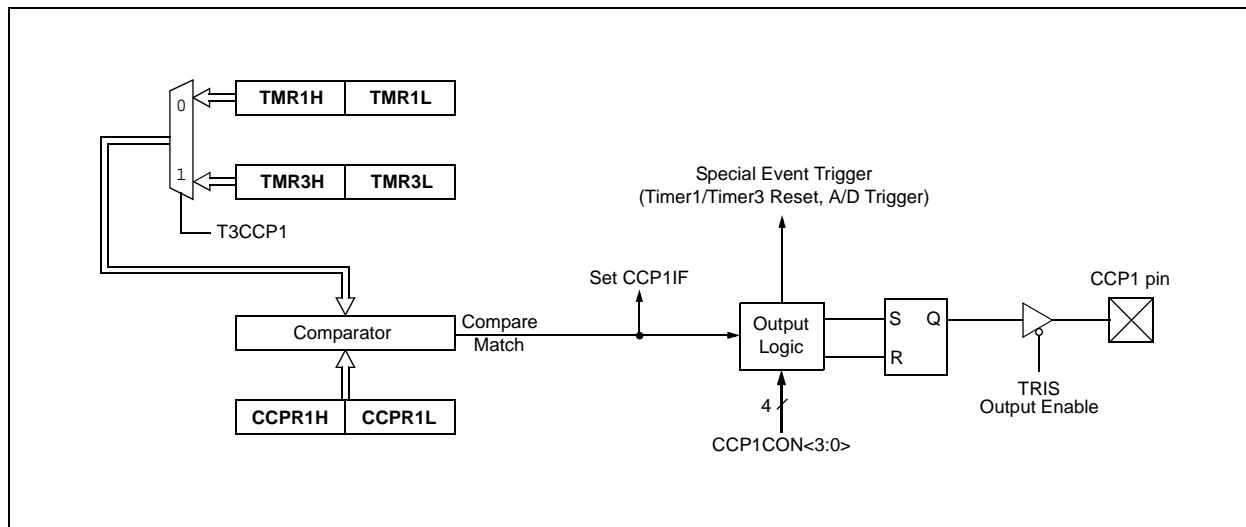 0
TMR1H TMR1L
1
TMR3H TMR3L
T3CCP1
Special Event Trigger
(Timer1/Timer3 Reset, A/D Trigger)
Set CCP1IF
CCP1 pin
Comparator
Compare
Match
Output
Logic
S Q
R
TRIS
Output Enable
CCPR1H CCPR1L
4
CCP1CON<3:0>